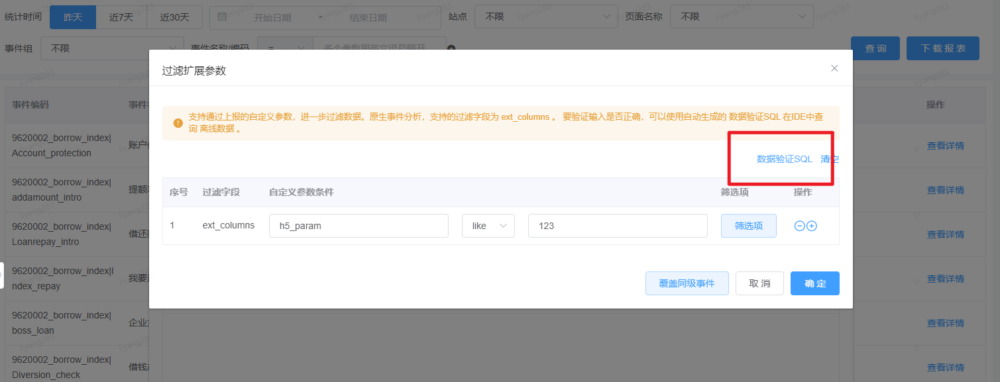 统计时间 昨天 近7天 近30天 开始日期 - 结束日期 站点 不限 页面名称 不限
事件组 不限 事件名称/编码 = 多个参数用英文逗号隔开 查询 下载报表
过滤扩展参数
支持通过上报的自定义参数，进一步过滤数据。原生事件分析，支持的过滤字段为 ext_columns 。 要验证输入是否正确，可以使用自动生成的 数据验证SQL 在IDE中查
询 离线数据 。
数据验证SQL 清空
序号 过滤字段 自定义参数条件 筛选项 操作
1 ext_columns h5_param like 123 筛选项
覆盖同级事件 取 消 确 定
事件编码 操作
9620002_borrow_index|
Account_protection
账户
查看详情
9620002_borrow_index|
addamount_intro
提额
查看详情
9620002_borrow_index|
Loanrepay_intro
借还
查看详情
9620002_borrow_index|I
ndex_repay
我要
查看详情
9620002_borrow_index|
boss_loan
企业
查看详情
9620002_borrow_index|
Diversion_check
借钱
查看详情
liyang283